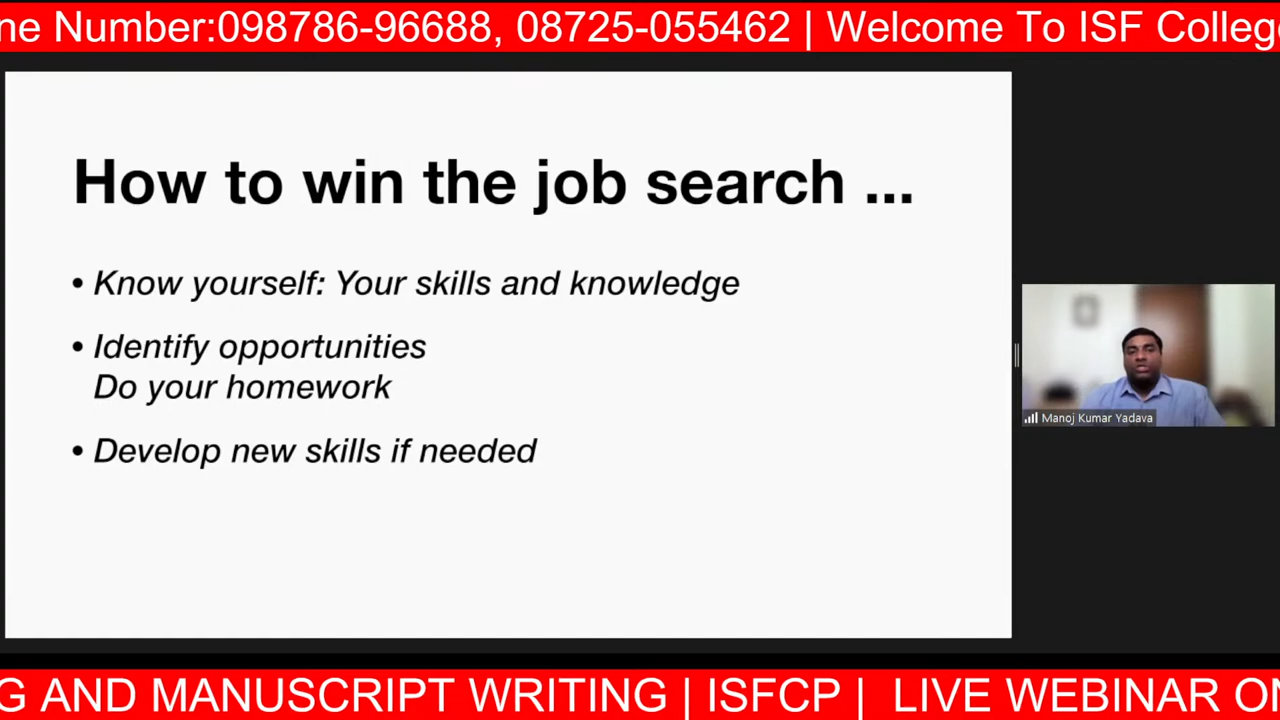 ne Number:098786-96688, 08725-055462 | Welcome To ISF College
How to win the job search ...
• Know yourself: Your skills and knowledge
• Identify opportunities
Do your homework
• Develop new skills if needed
Manoj Kumar Yadava
G AND MANUSCRIPT WRITING | ISFCP | LIVE WEBINAR ON